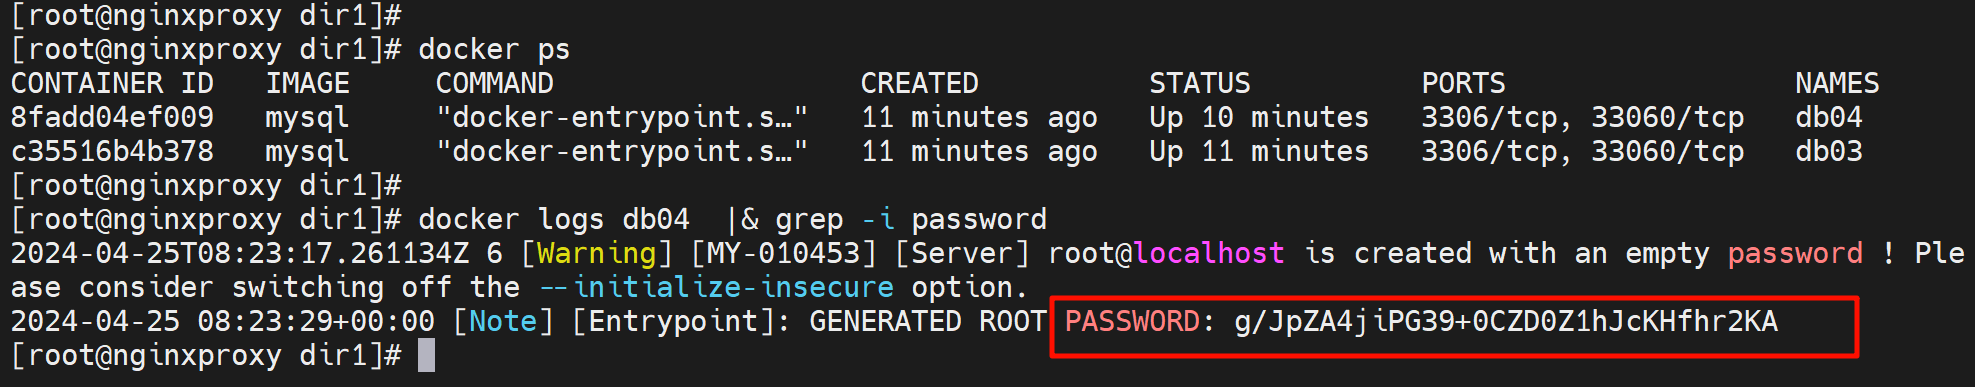 [root@nginxproxy dir1]#
[root@nginxproxy dir1]# docker ps
CONTAINER ID   IMAGE     COMMAND                  CREATED          STATUS          PORTS                 NAMES
8fadd04ef009   mysql     "docker-entrypoint.s…"   11 minutes ago   Up 10 minutes   3306/tcp, 33060/tcp   db04
c35516b4b378   mysql     "docker-entrypoint.s…"   11 minutes ago   Up 11 minutes   3306/tcp, 33060/tcp   db03
[root@nginxproxy dir1]#
[root@nginxproxy dir1]# docker logs db04  |& grep -i password
2024-04-25T08:23:17.261134Z 6 [Warning] [MY-010453] [Server] root@localhost is created with an empty password ! Ple
ase consider switching off the --initialize-insecure option.
2024-04-25 08:23:29+00:00 [Note] [Entrypoint]: GENERATED ROOT PASSWORD: g/JpZA4jiPG39+0CZD0Z1hJcKHfhr2KA
[root@nginxproxy dir1]#